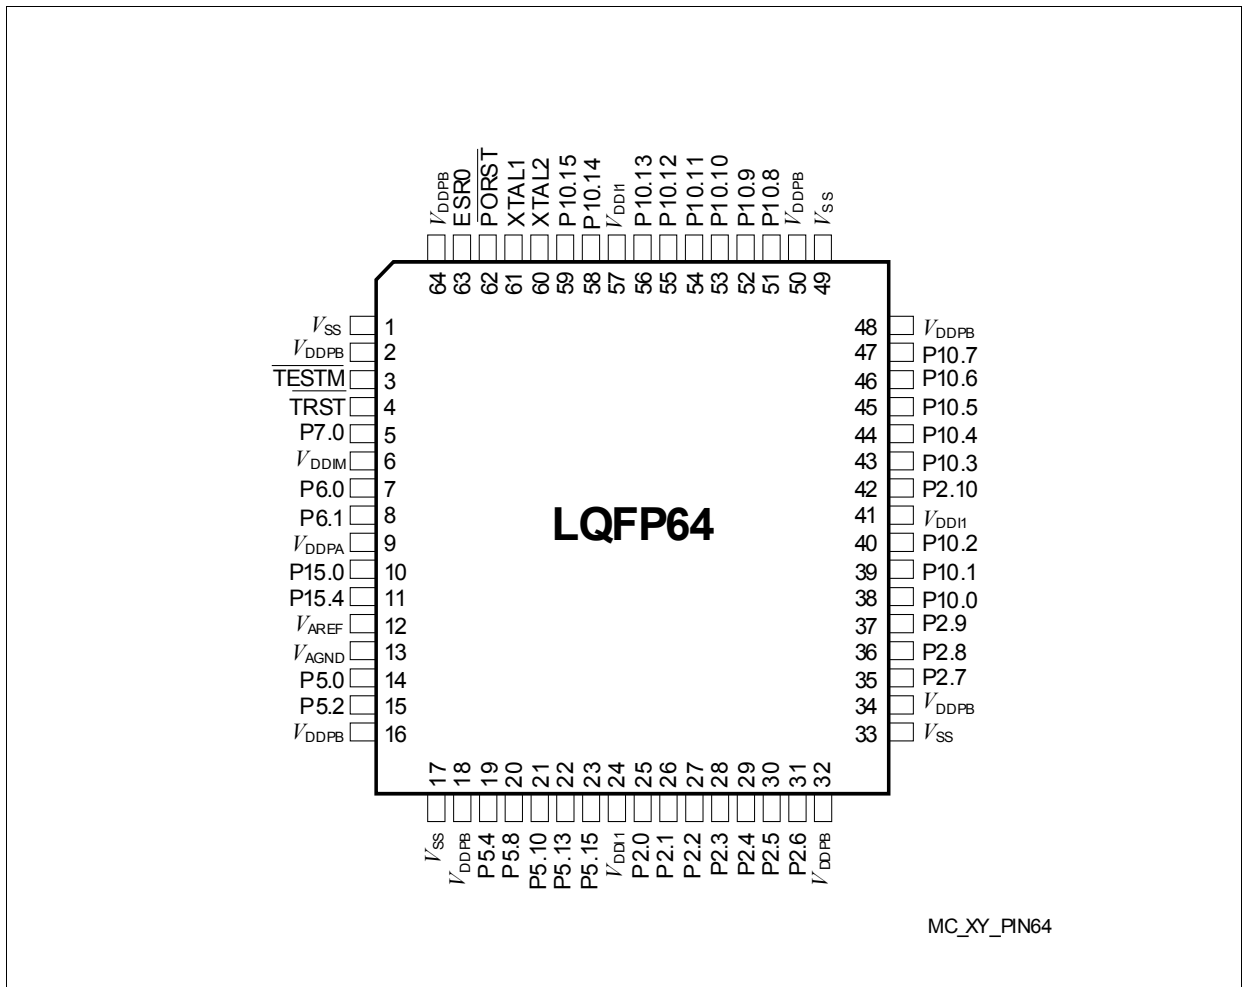 VDDPB
ESR0
PORST
XTAL1
XTAL2
P10.15
P10.14
VDDI1
P10.13
P10.12
P10.11
P10.10
P10.9
P10.8
VDDPB
VSS
64
63
62
61
60
59
58
57
56
55
54
53
52
51
50
49
VSS 1
VDDPB 2
TESTM 3
TRST 4
P7.0 5
VDDIM 6
P6.0 7
P6.1 8
VDDPA 9
P15.0 10
P15.4 11
VAREF 12
VAGND 13
P5.0 14
P5.2 15
VDDPB 16
LQFP64
48 VDDPB
47 P10.7
46 P10.6
45 P10.5
44 P10.4
43 P10.3
42 P2.10
41 VDDI1
40 P10.2
39 P10.1
38 P10.0
37 P2.9
36 P2.8
35 P2.7
34 VDDPB
33 VSS
17
18
19
20
21
22
23
24
25
26
27
28
29
30
31
32
VSS
VDDPB
P5.4
P5.8
P5.10
P5.13
P5.15
VDDI1
P2.0
P2.1
P2.2
P2.3
P2.4
P2.5
P2.6
VDDPB
MC_XY_PIN64